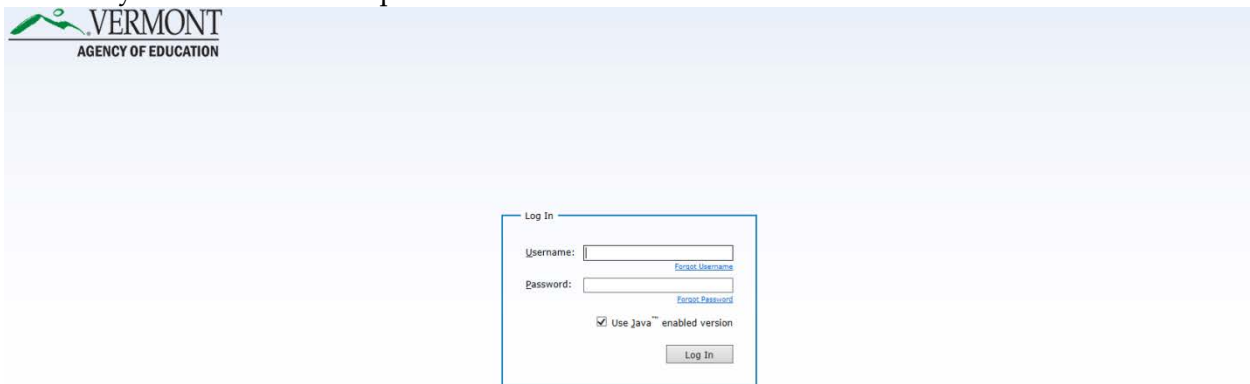 VERMONT
AGENCY OF EDUCATION
Log In
Username:
Forgot Username
Password:
Forgot Password
Use Java™ enabled version
Log In